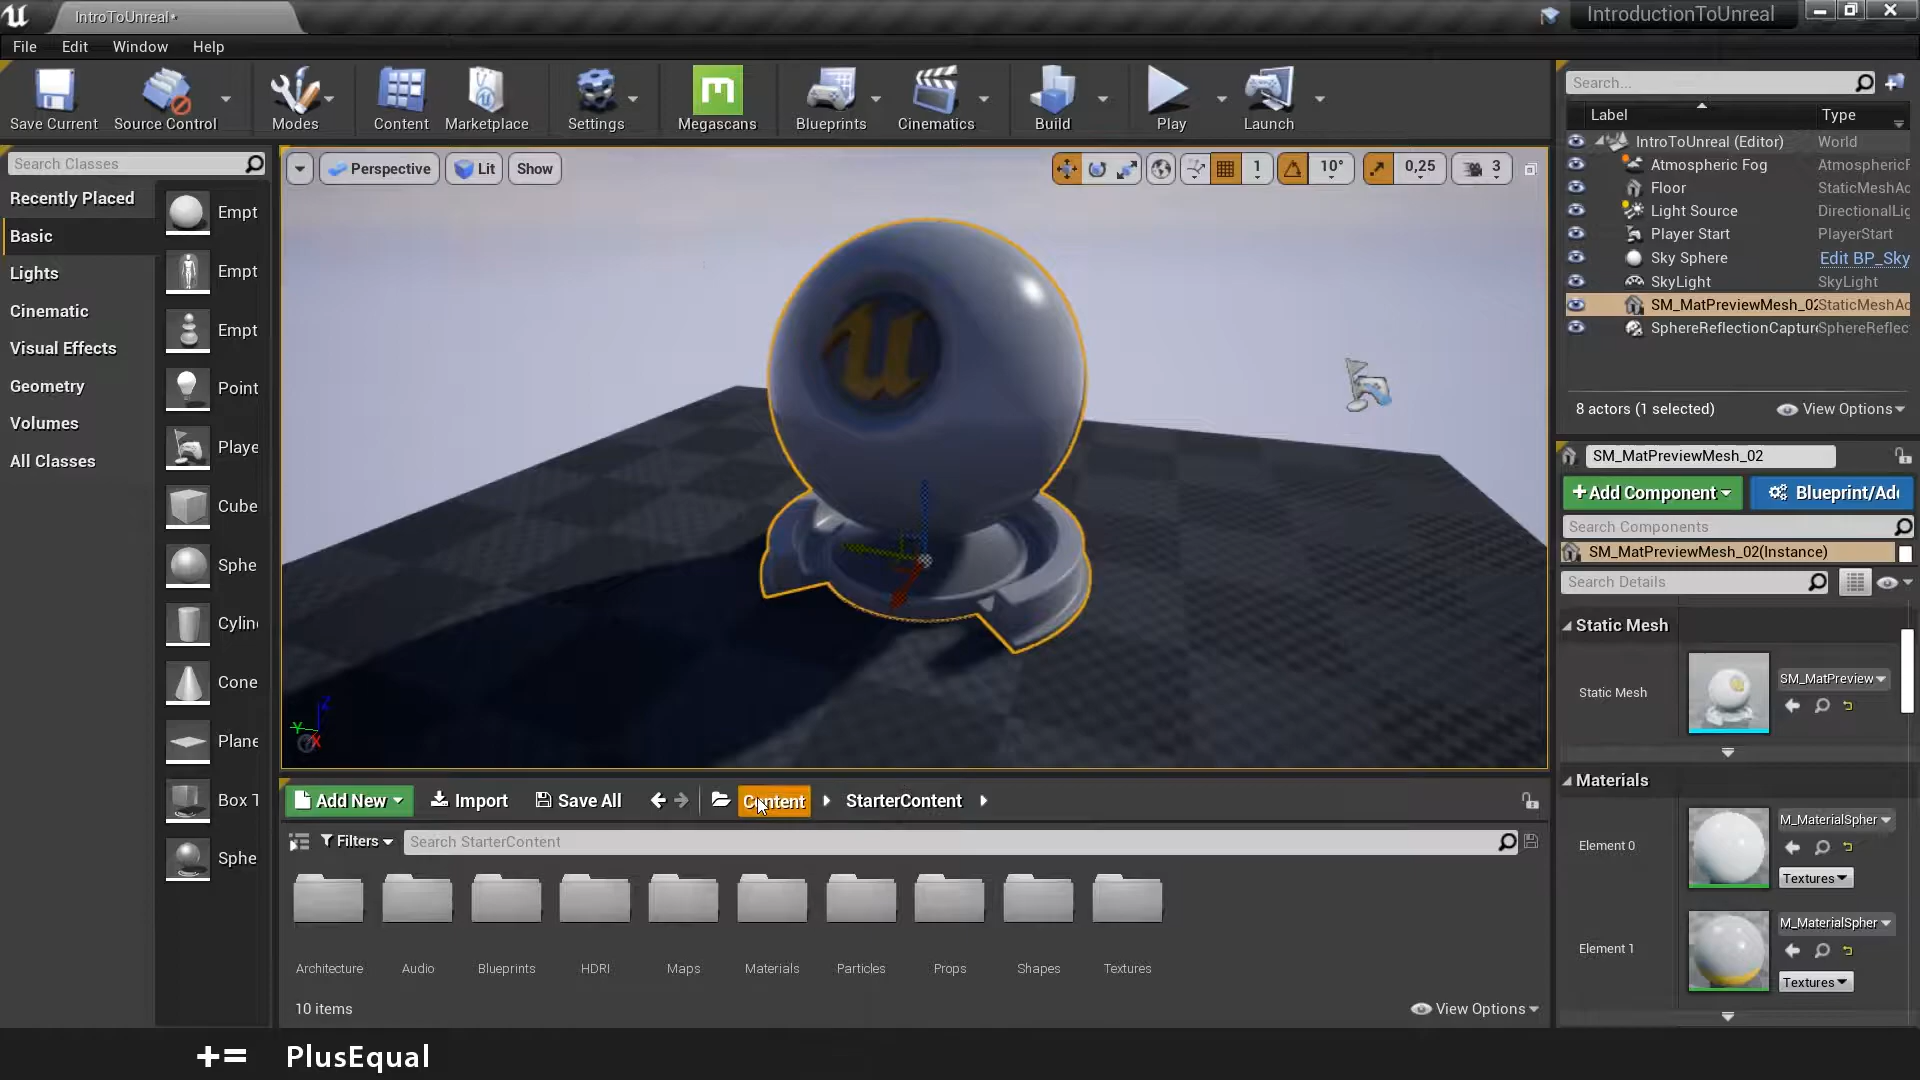 IntroToUnreal•
IntroductionToUnreal
File Edit Window Help
Save Current Source Control Modes Content Marketplace Settings Megascans Blueprints Cinematics Build Play Launch
Search Classes
Recently Placed
Basic
Lights
Cinematic
Visual Effects
Geometry
Volumes
All Classes
Empt
Empt
Empt
Point
Playe
Cube
Sphe
Cylin
Cone
Plane
Box T
Sphe
Perspective Lit Show
1 10° 0,25 3
Z
Y
X
Search...
Label Type
IntroToUnreal (Editor) World
Atmospheric Fog AtmosphericF
Floor StaticMeshAc
Light Source DirectionalLig
Player Start PlayerStart
Sky Sphere Edit BP_Sky
SkyLight SkyLight
SM_MatPreviewMesh_02 StaticMeshAc
SphereReflectionCapture SphereReflec
8 actors (1 selected) View Options
SM_MatPreviewMesh_02
+Add Component Blueprint/Add
Search Components
SM_MatPreviewMesh_02(Instance)
Search Details
Static Mesh
Static Mesh SM_MatPreview
Materials
Element 0 M_MaterialSpher
Textures
Element 1 M_MaterialSpher
Textures
Add New Import Save All Content StarterContent
Filters Search StarterContent
Architecture Audio Blueprints HDRI Maps Materials Particles Props Shapes Textures
10 items View Options
+= PlusEqual